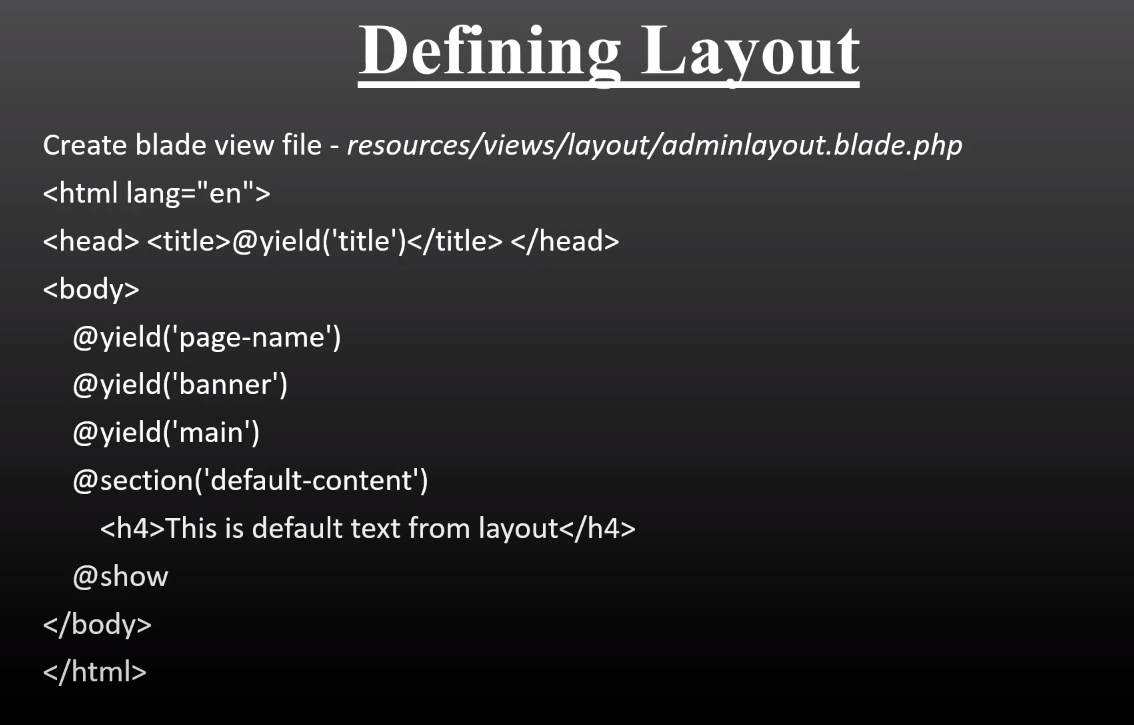 Defining Layout
Create blade view file - resources/views/layout/adminlayout.blade.php
<html lang="en">
<head> <title>@yield('title')</title> </head>
<body>
@yield('page-name')
@yield('banner')
@yield('main')
@section('default-content')
<h4>This is default text from layout</h4>
@show
</body>
</html>